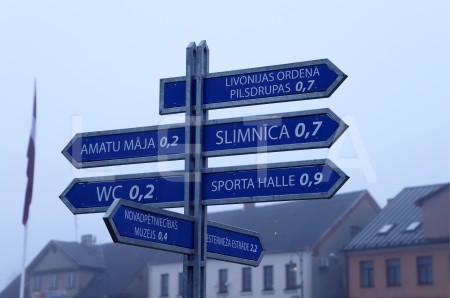 LIVONIJAS ORDEŅA
PILSDRUPAS 0,7
AMATU MĀJA 0,2
SLIMNĪCA 0,7
WC 0,2
SPORTA HALLE 0,9
NOVADPĒTNIECĪBAS
MUZEJS 0,4
ESTRĀDE 2,2
LETA